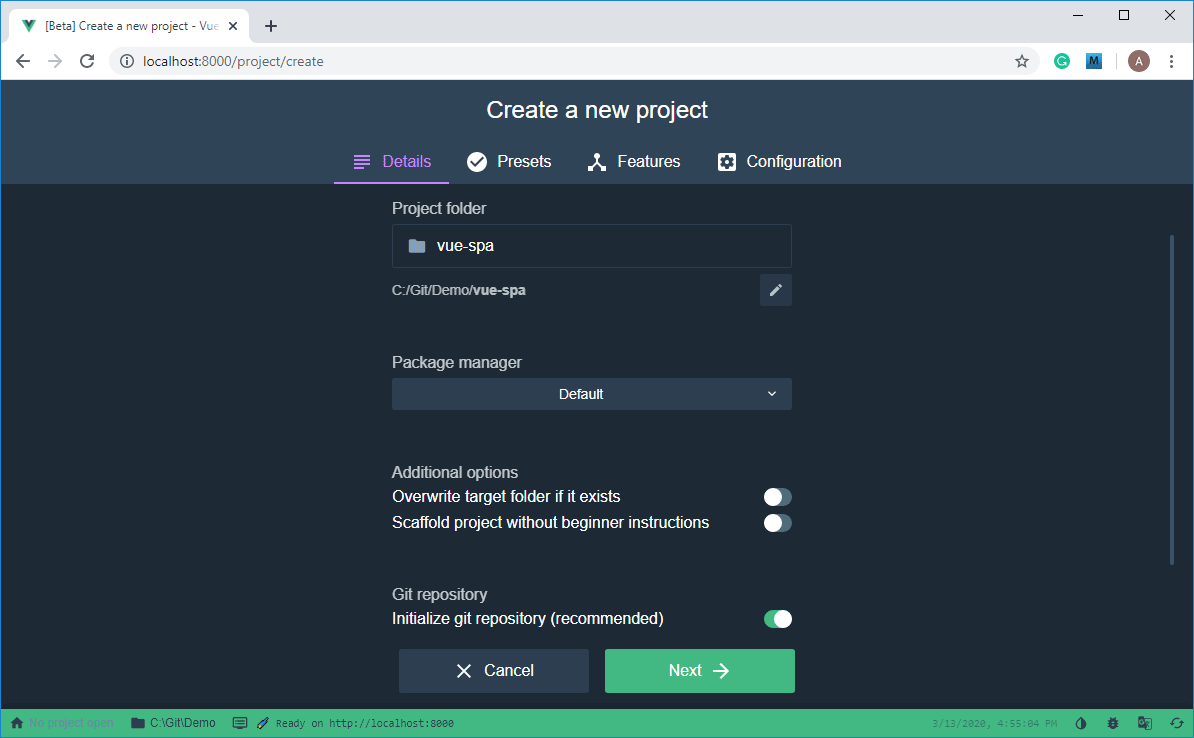 [Beta] Create a new project - Vue
localhost:8000/project/create
M
A
Create a new project
Details Presets Features Configuration
Project folder
vue-spa
C:/Git/Demo/vue-spa
Package manager
Default
Additional options
Overwrite target folder if it exists
Scaffold project without beginner instructions
Git repository
Initialize git repository (recommended)
Cancel Next
No project open C:\Git\Demo Ready on http://localhost:8000 3/13/2020, 4:55:04 PM